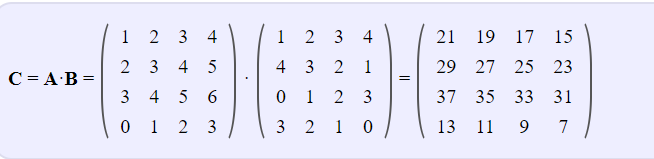 1 2 3 4 1 2 3 4 21 19 17 15
2 3 4 5 4 3 2 1 29 27 25 23
C = A·B = · =
3 4 5 6 0 1 2 3 37 35 33 31
0 1 2 3 3 2 1 0 13 11 9 7